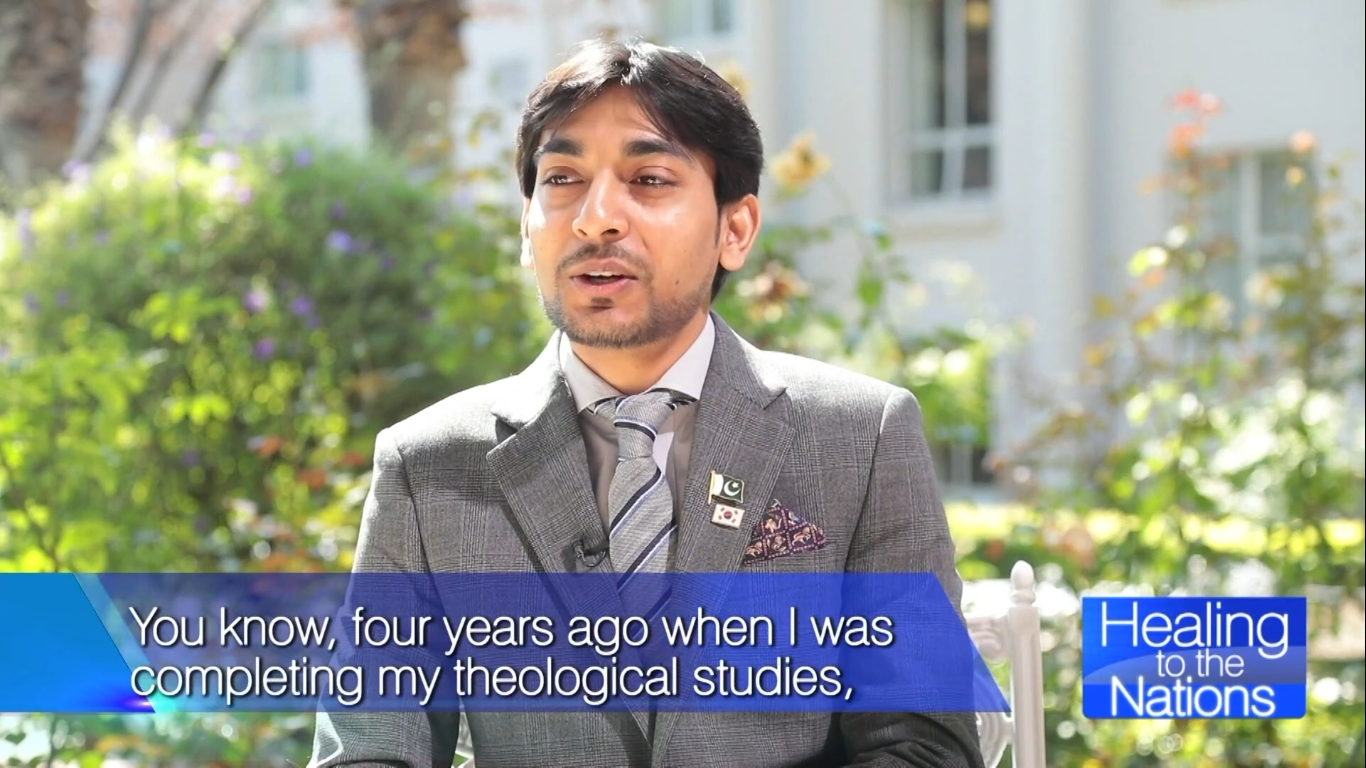 You know, four years ago when I was
completing my theological studies,
Healing
to the
Nations